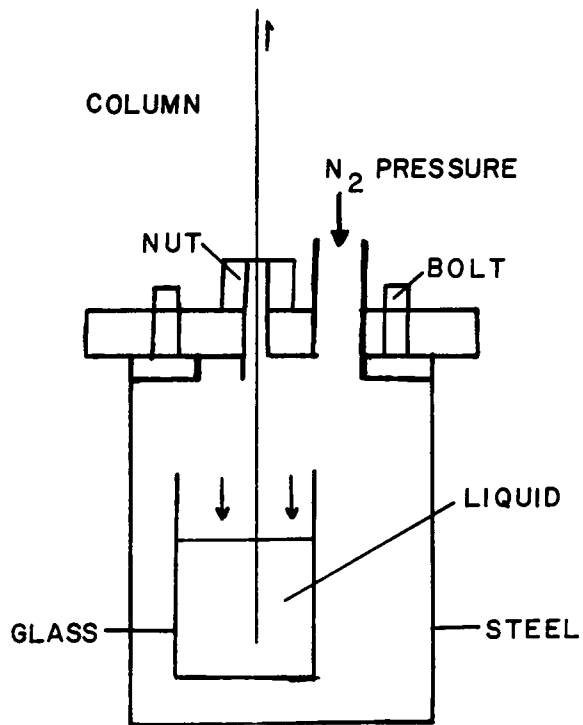 COLUMN
N2 PRESSURE
NUT
BOLT
LIQUID
GLASS
STEEL